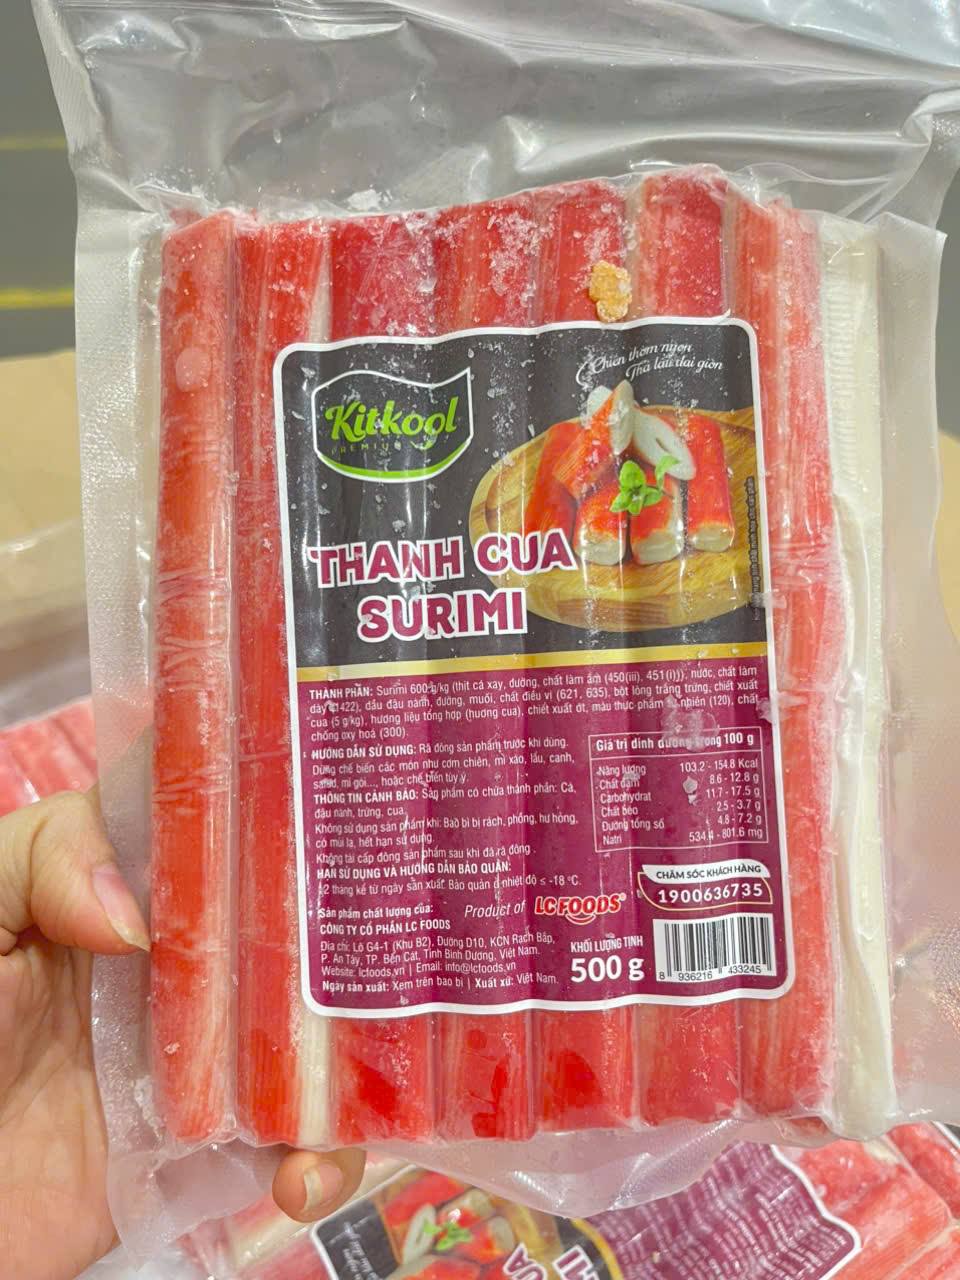 Chiên thơm ngon
Thả lẩu dai giòn
Kitkool
PREMIUM
THANH CUA
SURIMI
THÀNH PHẦN: Surimi 600 g/kg (thịt cá xay, đường, chất làm ẩm (450(iii), 451(i))), nước, chất làm
dày (1422), dầu đậu nành, đường, muối, chất điều vị (621, 635), bột lòng trắng trứng, chiết xuất
cua (5 g/kg), hương liệu tổng hợp (hương cua), chiết xuất ớt, màu thực phẩm tự nhiên (120), chất
chống oxy hoá (300).
HƯỚNG DẪN SỬ DỤNG: Rã đông sản phẩm trước khi dùng.
Dùng chế biến các món như cơm chiên, mì xào, lẩu, canh,
salad, mì gói..., hoặc chế biến tùy ý.
THÔNG TIN CẢNH BÁO: Sản phẩm có chứa thành phần: Cá,
đậu nành, trứng, cua.
Không sử dụng sản phẩm khi: Bao bì bị rách, phồng, hư hỏng,
có mùi lạ, hết hạn sử dụng.
Không tái cấp đông sản phẩm sau khi đã rã đông.
HẠN SỬ DỤNG VÀ HƯỚNG DẪN BẢO QUẢN:
12 tháng kể từ ngày sản xuất. Bảo quản ở nhiệt độ ≤ -18 °C.
Giá trị dinh dưỡng trong 100 g
Năng lượng 103.2 - 154.8 Kcal
Chất đạm 8.6 - 12.8 g
Carbohydrat 11.7 - 17.5 g
Chất béo 2.5 - 3.7 g
Đường tổng số 4.8 - 7.2 g
Natri 534.4 - 801.6 mg
Sản phẩm chất lượng của:
CÔNG TY CỔ PHẦN LC FOODS
Product of LC FOODS®
Địa chỉ: Lô G4-1 (Khu B2), Đường D10, KCN Rạch Bắp,
P. An Tây, TP. Bến Cát, Tỉnh Bình Dương, Việt Nam.
Website: lcfoods.vn | Email: info@lcfoods.vn
Ngày sản xuất: Xem trên bao bì | Xuất xứ: Việt Nam.
CHĂM SÓC KHÁCH HÀNG
1900636735
KHỐI LƯỢNG TỊNH
500 g
8 936216 433245